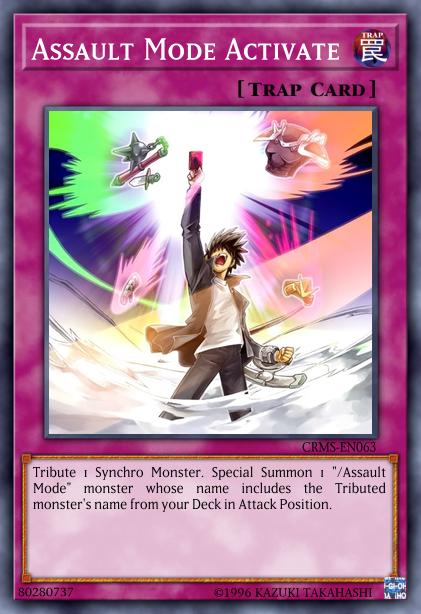 Assault Mode Activate
TRAP
罠
[Trap Card]
CRMS-EN063
Tribute 1 Synchro Monster. Special Summon 1 "/Assault
Mode" monster whose name includes the Tributed
monster's name from your Deck in Attack Position.
80280737
©1996 KAZUKI TAKAHASHI